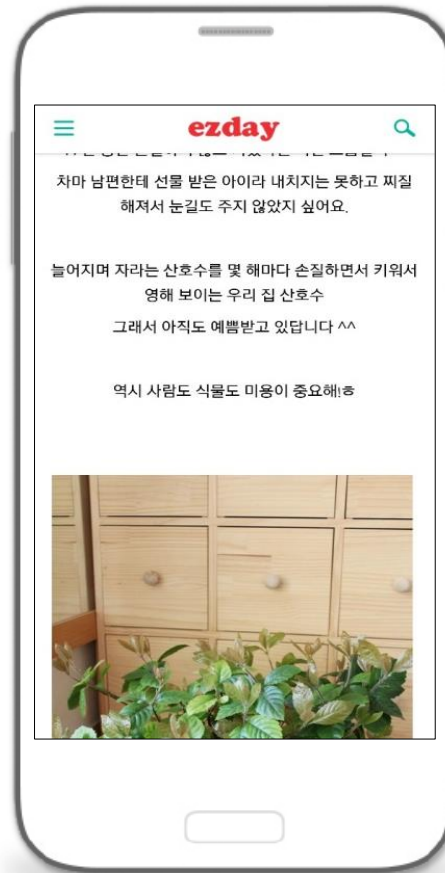 ezday
차마 남편한테 선물 받은 아이라 내치지는 못하고 찌질
해져서 눈길도 주지 않았지 싶어요.
늘어지며 자라는 산호수를 몇 해마다 손질하면서 키워서
영해 보이는 우리 집 산호수
그래서 아직도 예쁨받고 있답니다 ^^
역시 사람도 식물도 미용이 중요해!ㅎ